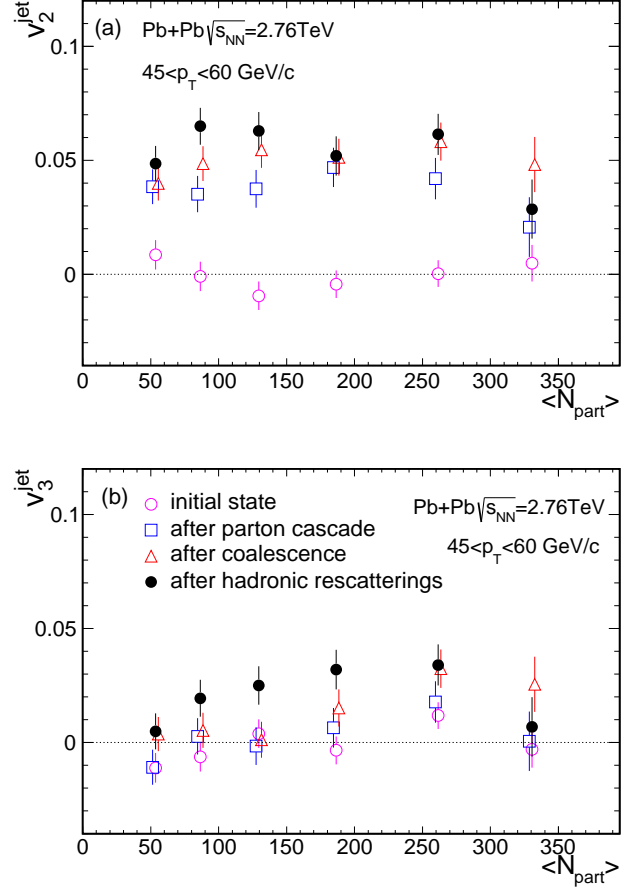 (a) Pb+Pb√s_NN=2.76TeV
45<p_T<60 GeV/c
v_2^jet
0.1
0.05
0
0 50 100 150 200 250 300 350
<N_part>
(b)
Pb+Pb√s_NN=2.76TeV
45<p_T<60 GeV/c
initial state
after parton cascade
after coalescence
after hadronic rescatterings
v_3^jet
0.1
0.05
0
0 50 100 150 200 250 300 350
<N_part>